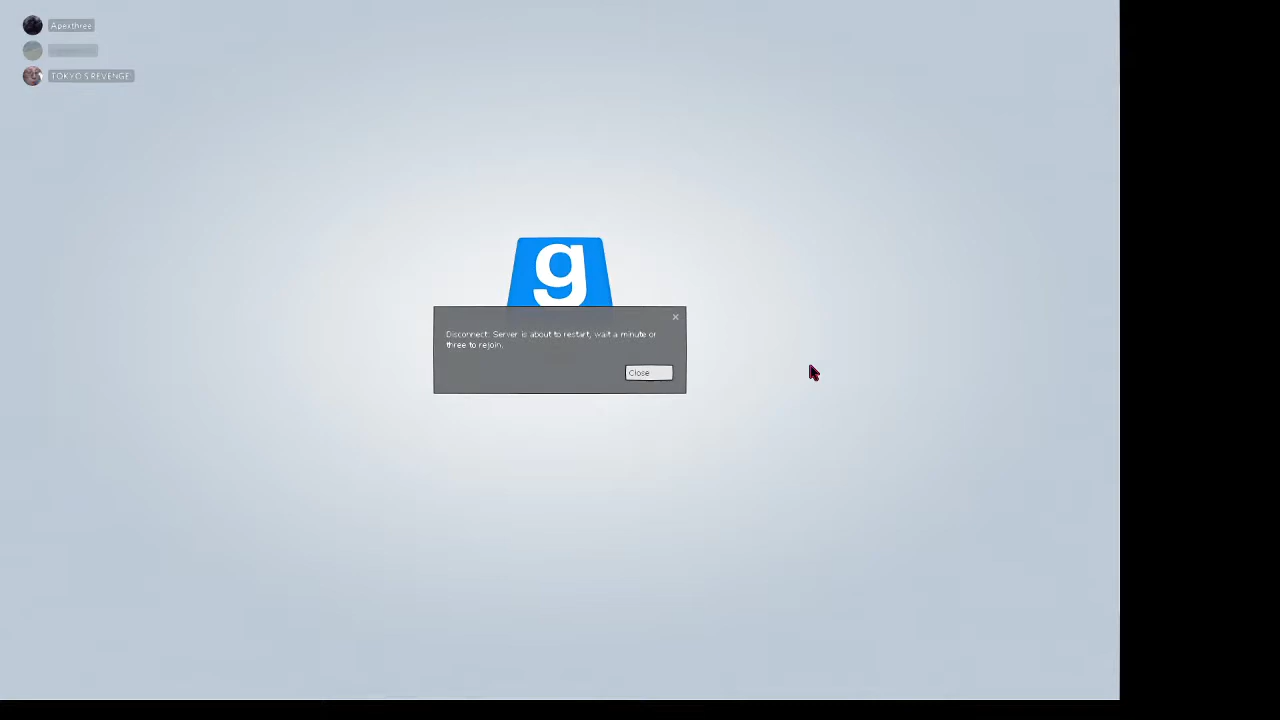 Apexthree
TOKYO'S REVENGE
g
Disconnect: Server is about to restart, wait a minute or
three to rejoin.
Close